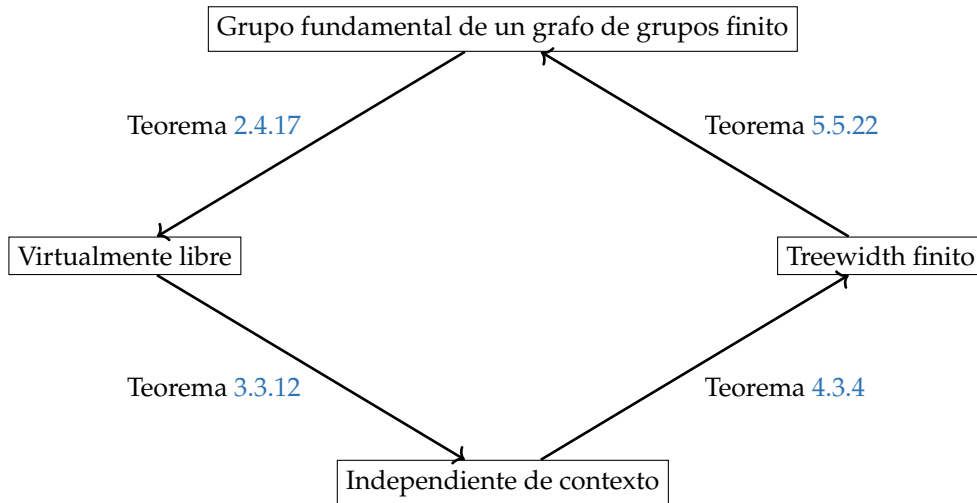 Grupo fundamental de un grafo de grupos finito
Teorema 2.4.17
Teorema 5.5.22
Virtualmente libre
Treewidth finito
Teorema 3.3.12
Teorema 4.3.4
Independiente de contexto